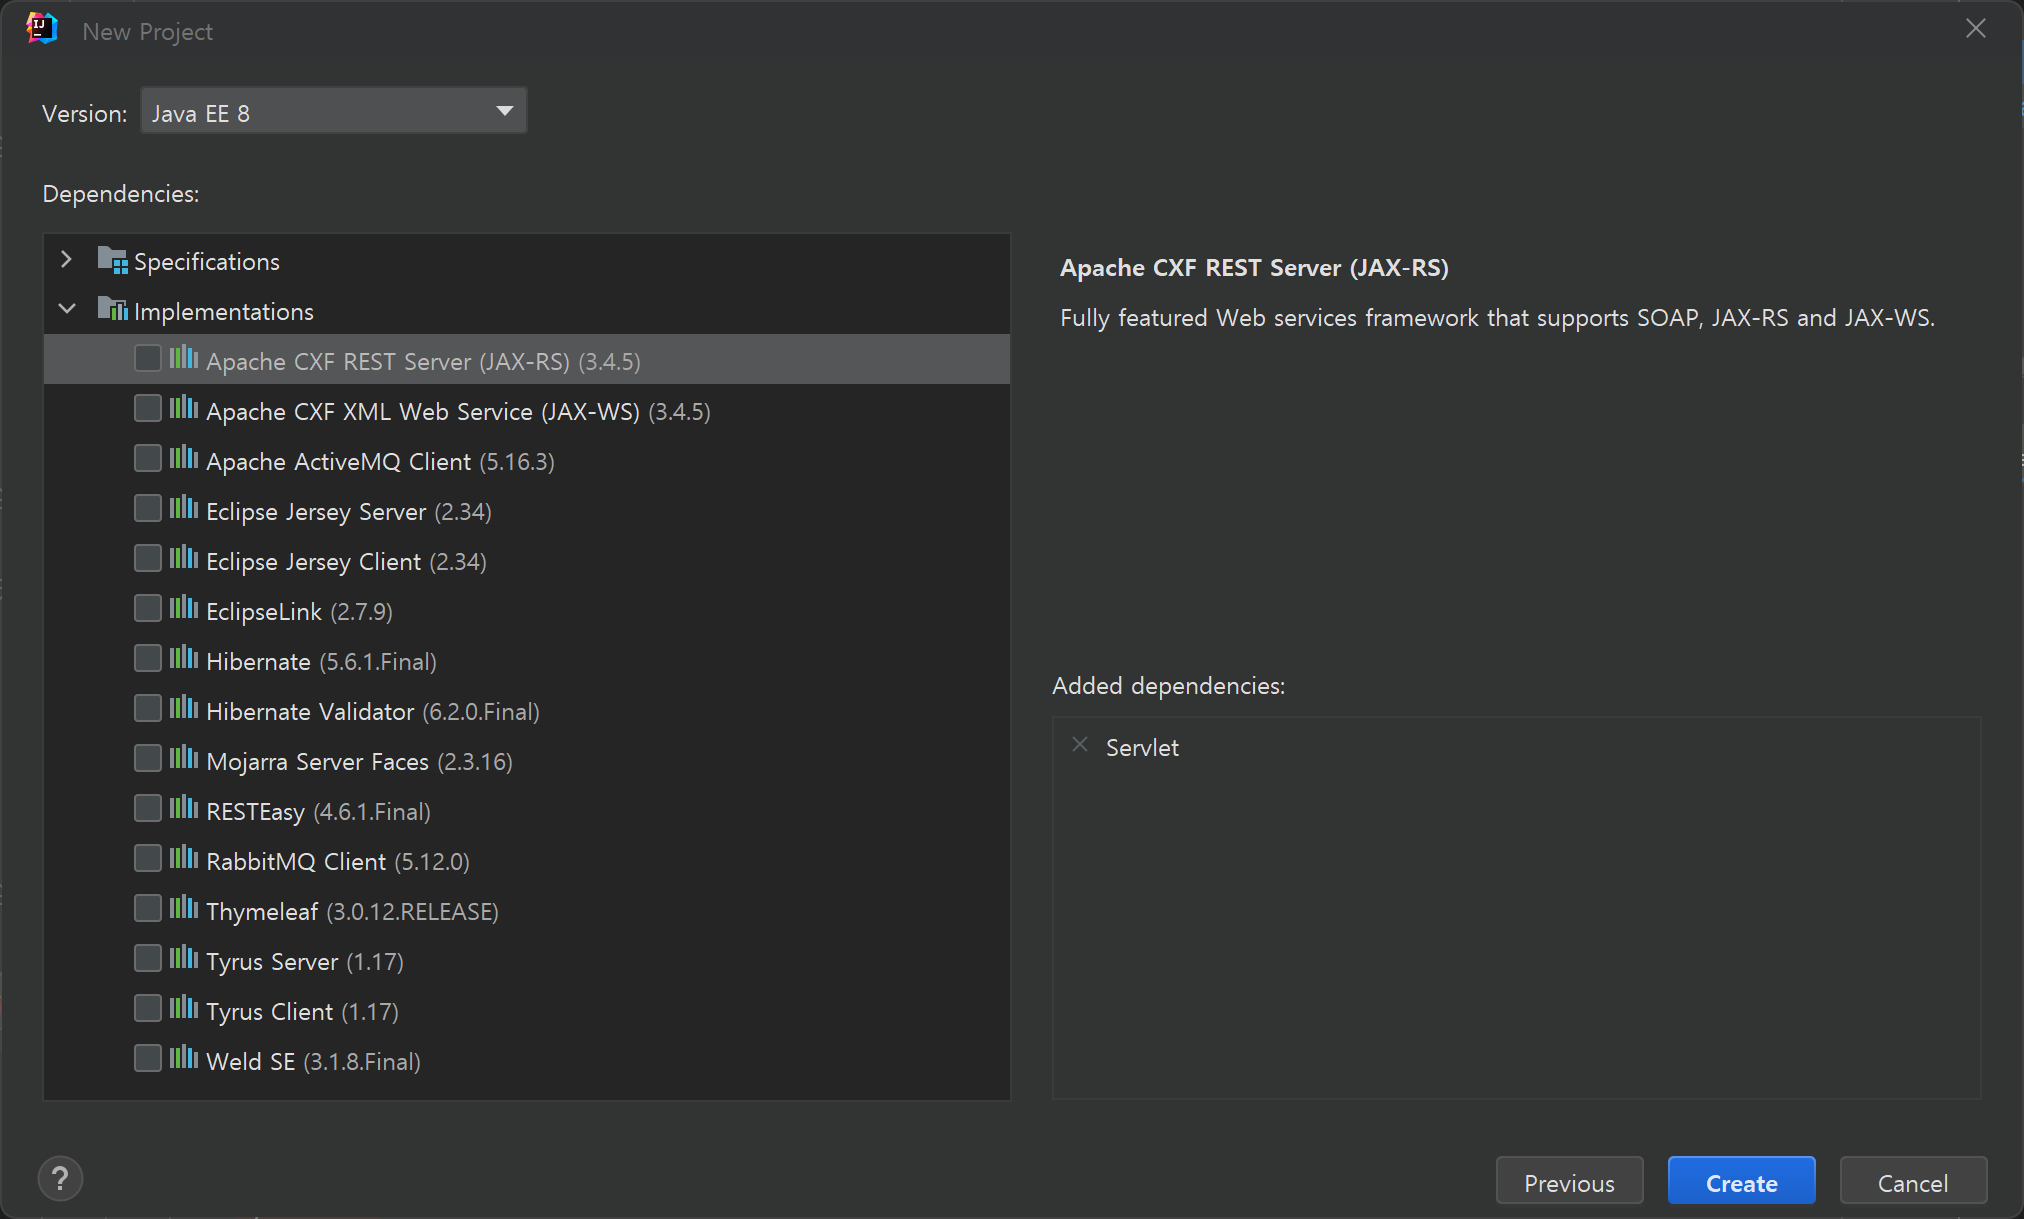 IJ
New Project
Version:
Java EE 8
Dependencies:
Specifications
Implementations
Apache CXF REST Server (JAX-RS) (3.4.5)
Apache CXF XML Web Service (JAX-WS) (3.4.5)
Apache ActiveMQ Client (5.16.3)
Eclipse Jersey Server (2.34)
Eclipse Jersey Client (2.34)
EclipseLink (2.7.9)
Hibernate (5.6.1.Final)
Hibernate Validator (6.2.0.Final)
Mojarra Server Faces (2.3.16)
RESTEasy (4.6.1.Final)
RabbitMQ Client (5.12.0)
Thymeleaf (3.0.12.RELEASE)
Tyrus Server (1.17)
Tyrus Client (1.17)
Weld SE (3.1.8.Final)
Apache CXF REST Server (JAX-RS)
Fully featured Web services framework that supports SOAP, JAX-RS and JAX-WS.
Added dependencies:
Servlet
?
Previous
Create
Cancel